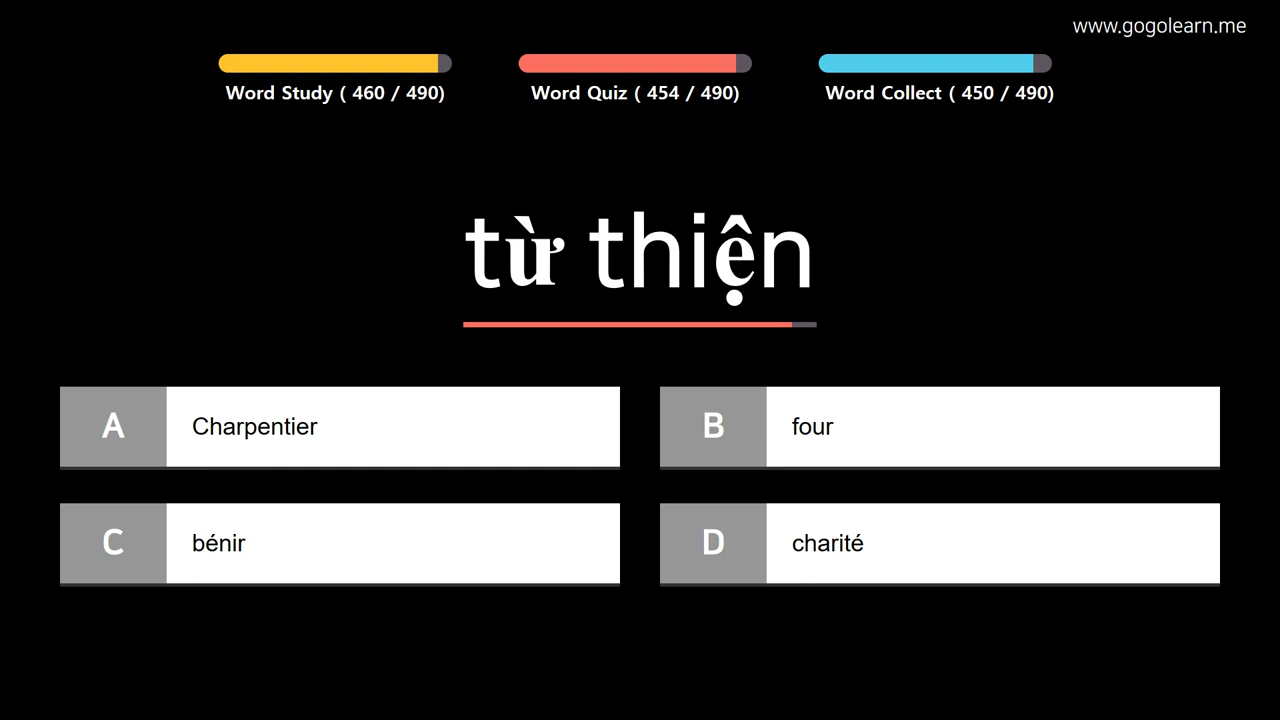 www.gogolearn.me
Word Study ( 460 / 490)
Word Quiz ( 454 / 490)
Word Collect ( 450 / 490)
từ thiện
A Charpentier
B four
C bénir
D charité